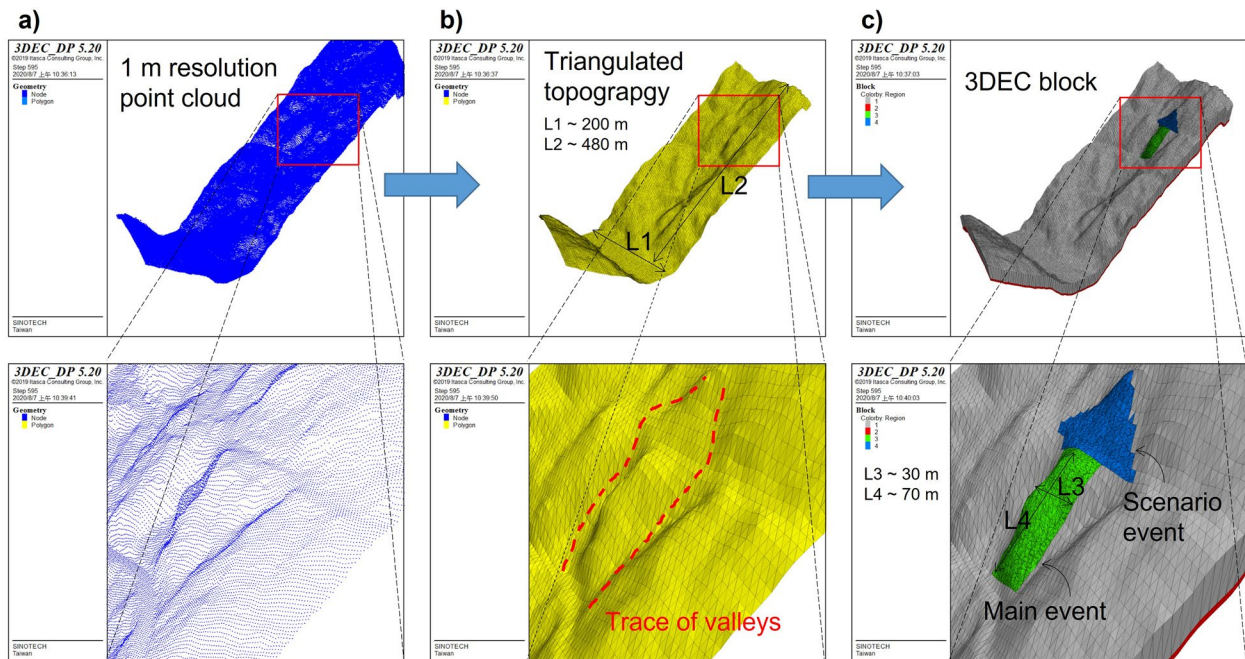 a)
3DEC_DP 5.20
©2019 Itasca Consulting Group, Inc.
Step 595
2020/8/7 上午 10:36:13
Geometry
Node
Polygon
1 m resolution
point cloud
SINOTECH
Taiwan
b)
3DEC_DP 5.20
©2019 Itasca Consulting Group, Inc.
Step 595
2020/8/7 上午 10:36:37
Geometry
Node
Polygon
Triangulated
topograpgy
L1 ~ 200 m
L2 ~ 480 m
L2
L1
SINOTECH
Taiwan
c)
3DEC_DP 5.20
©2019 Itasca Consulting Group, Inc.
Step 595
2020/8/7 上午 10:37:03
Block
Colorby: Region
1
2
3
4
3DEC block
SINOTECH
Taiwan
3DEC_DP 5.20
©2019 Itasca Consulting Group, Inc.
Step 595
2020/8/7 上午 10:39:41
Geometry
Node
Polygon
SINOTECH
Taiwan
3DEC_DP 5.20
©2019 Itasca Consulting Group, Inc.
Step 595
2020/8/7 上午 10:39:50
Geometry
Node
Polygon
Trace of valleys
SINOTECH
Taiwan
3DEC_DP 5.20
©2019 Itasca Consulting Group, Inc.
Step 595
2020/8/7 上午 10:40:03
Block
Colorby: Region
1
2
3
4
L3 ~ 30 m
L4 ~ 70 m
L3
L4
Scenario
event
Main event
SINOTECH
Taiwan